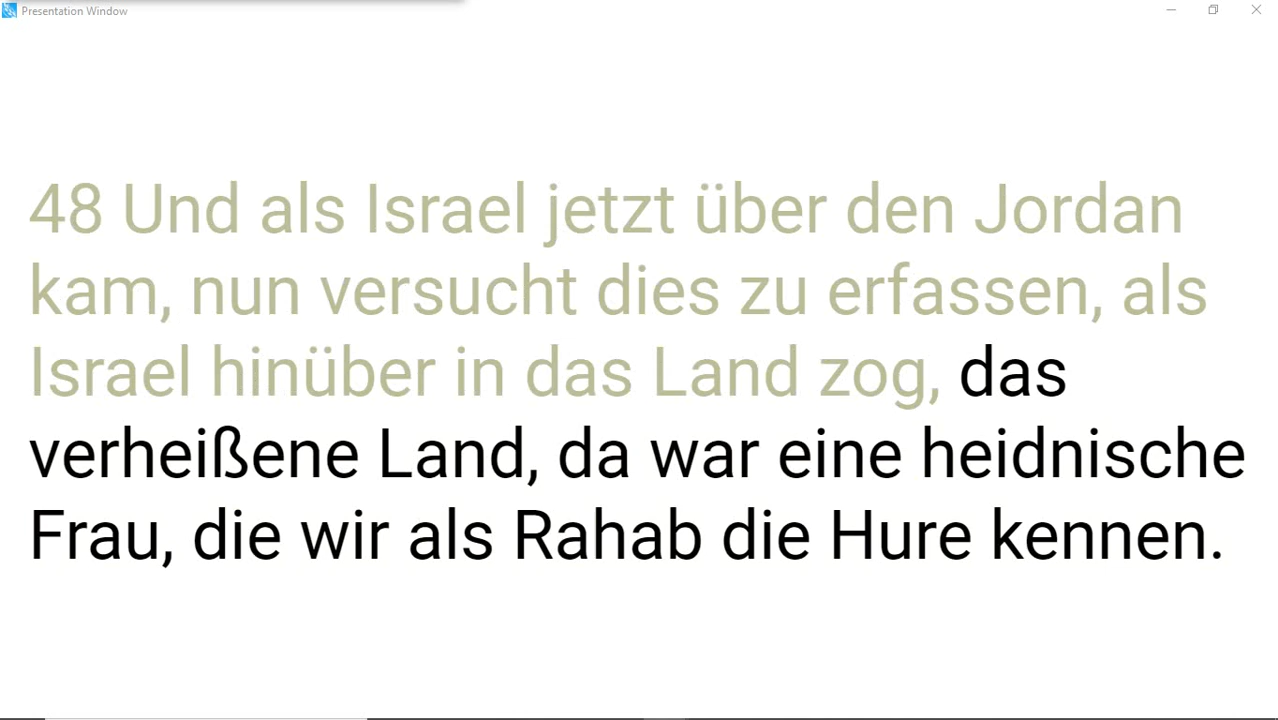 Presentation Window
48 Und als Israel jetzt über den Jordan
kam, nun versucht dies zu erfassen, als
Israel hinüber in das Land zog, das
verheißene Land, da war eine heidnische
Frau, die wir als Rahab die Hure kennen.